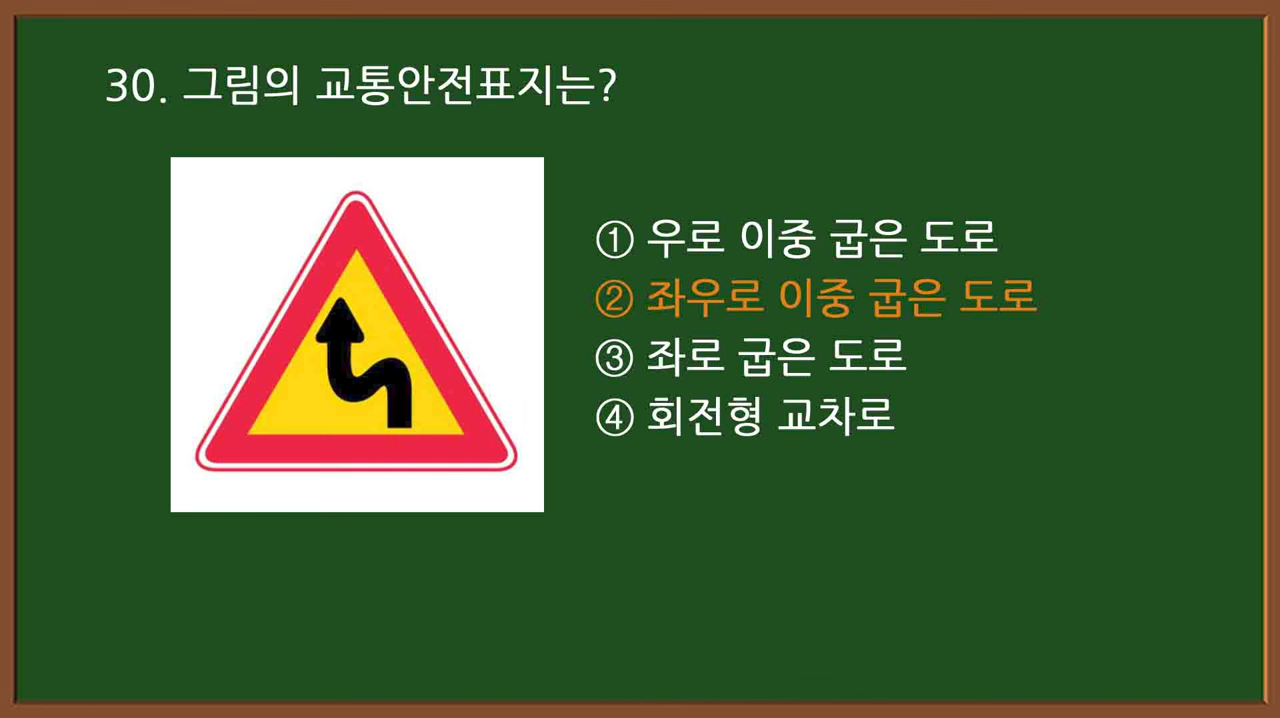 30. 그림의 교통안전표지는?
① 우로 이중 굽은 도로
② 좌우로 이중 굽은 도로
③ 좌로 굽은 도로
④ 회전형 교차로